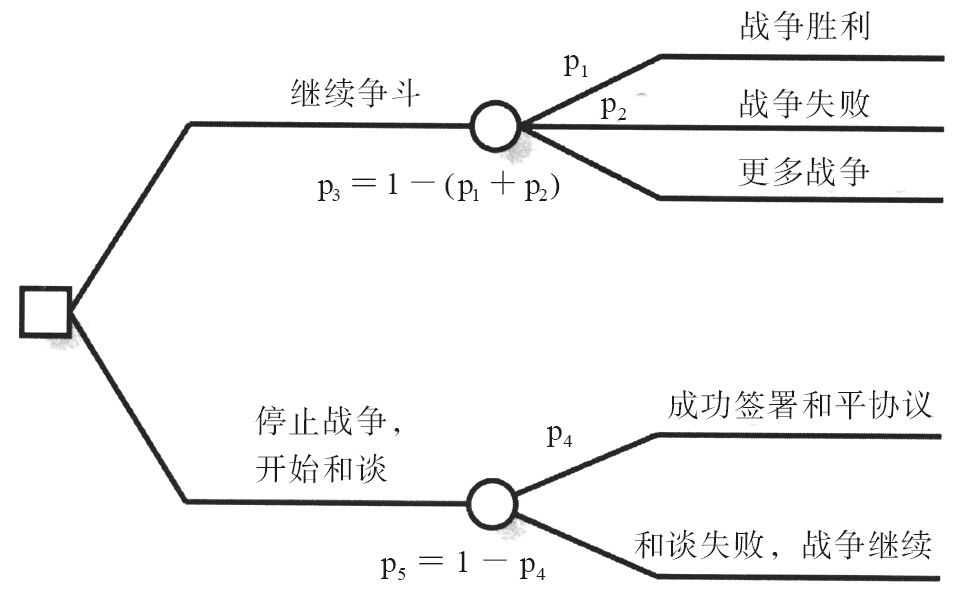 战争胜利
p₁
继续争斗
p₂
战争失败
p₃ = 1 − (p₁ + p₂)
更多战争
停止战争，
开始和谈
p₄
成功签署和平协议
和谈失败，战争继续
p₅ = 1 − p₄